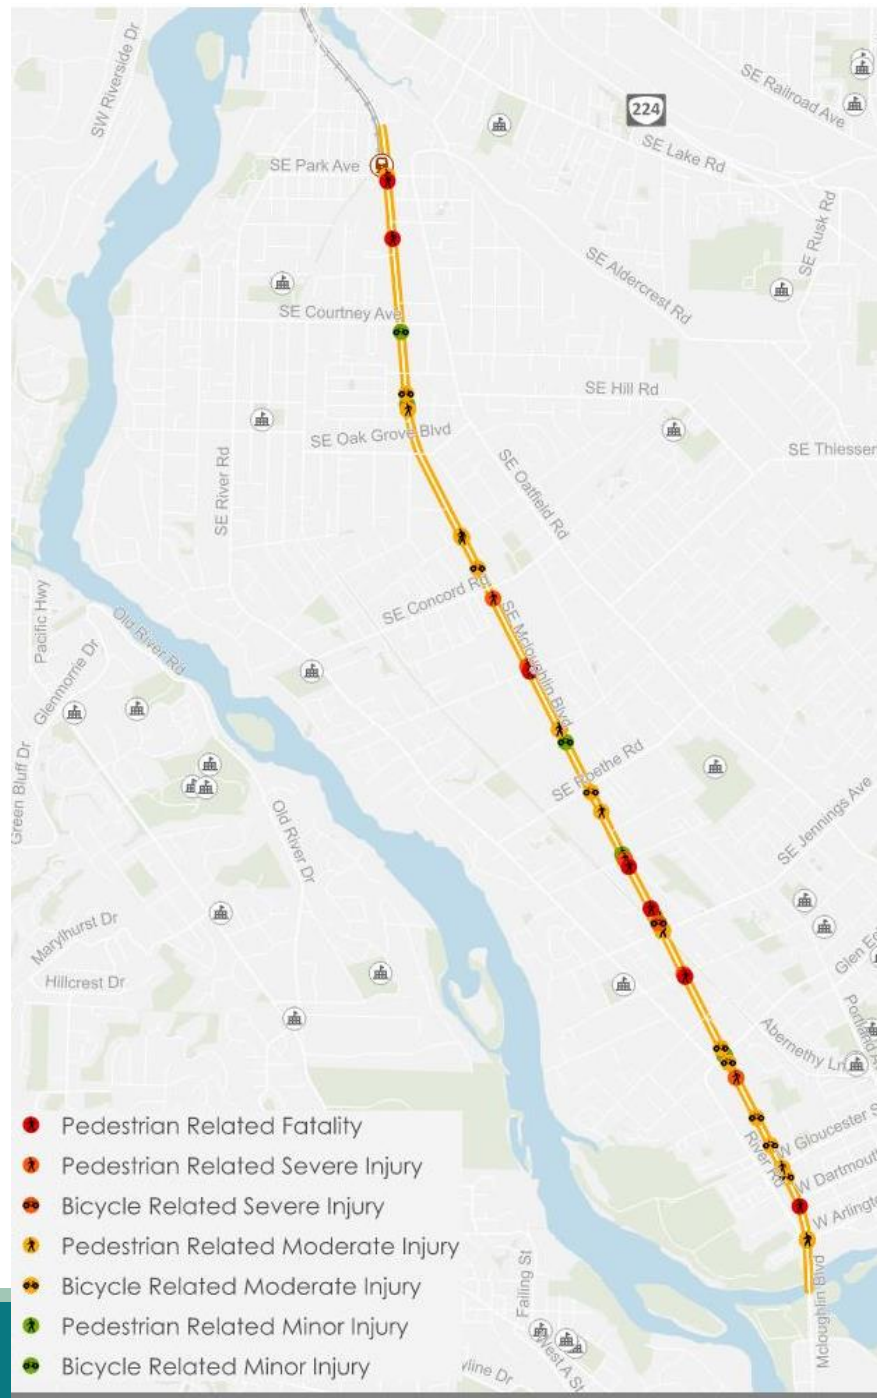 SW Riverside Dr
SE Railroad Ave
224
SE Lake Rd
SE Park Ave
SE Rusk Rd
SE Aldercrest Rd
SE Courtney Ave
SE Hill Rd
SE Oak Grove Blvd
SE Thiessen
SE River Rd
SE Oatfield Rd
SE Concord Rd
Pacific Hwy
Old River Rd
SE Mcloughlin Blvd
Glenmorrie Dr
Green Bluff Dr
SE Roethe Rd
Old River Dr
SE Jennings Ave
Marylhurst Dr
Glen
Hillcrest Dr
Portland
Abernethy Ln
Pedestrian Related Fatality
W Gloucester S
Pedestrian Related Severe Injury
River Rd
W Dartmouth
Bicycle Related Severe Injury
W Arlington
Pedestrian Related Moderate Injury
Bicycle Related Moderate Injury
Failing St
Mcloughlin Blvd
Pedestrian Related Minor Injury
West A St
Bicycle Related Minor Injury
yline Dr